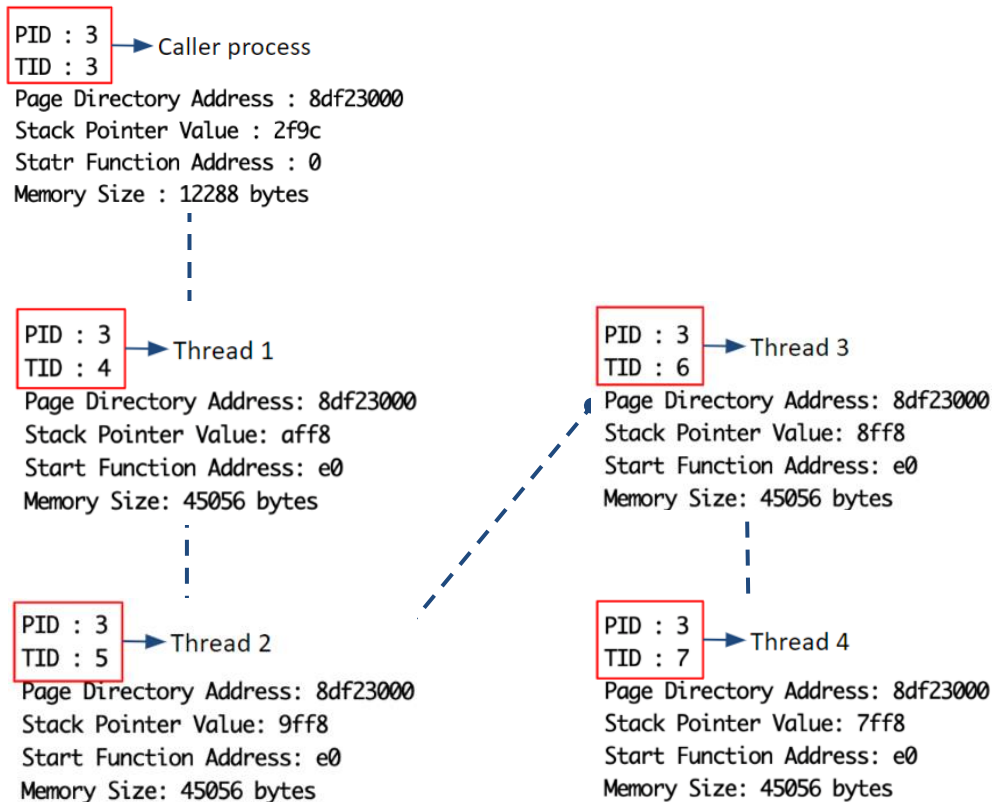 PID : 3
TID : 3
Caller process
Page Directory Address : 8df23000
Stack Pointer Value : 2f9c
Statr Function Address : 0
Memory Size : 12288 bytes
PID : 3
TID : 4
Thread 1
Page Directory Address: 8df23000
Stack Pointer Value: aff8
Start Function Address: e0
Memory Size: 45056 bytes
PID : 3
TID : 5
Thread 2
Page Directory Address: 8df23000
Stack Pointer Value: 9ff8
Start Function Address: e0
Memory Size: 45056 bytes
PID : 3
TID : 6
Thread 3
Page Directory Address: 8df23000
Stack Pointer Value: 8ff8
Start Function Address: e0
Memory Size: 45056 bytes
PID : 3
TID : 7
Thread 4
Page Directory Address: 8df23000
Stack Pointer Value: 7ff8
Start Function Address: e0
Memory Size: 45056 bytes